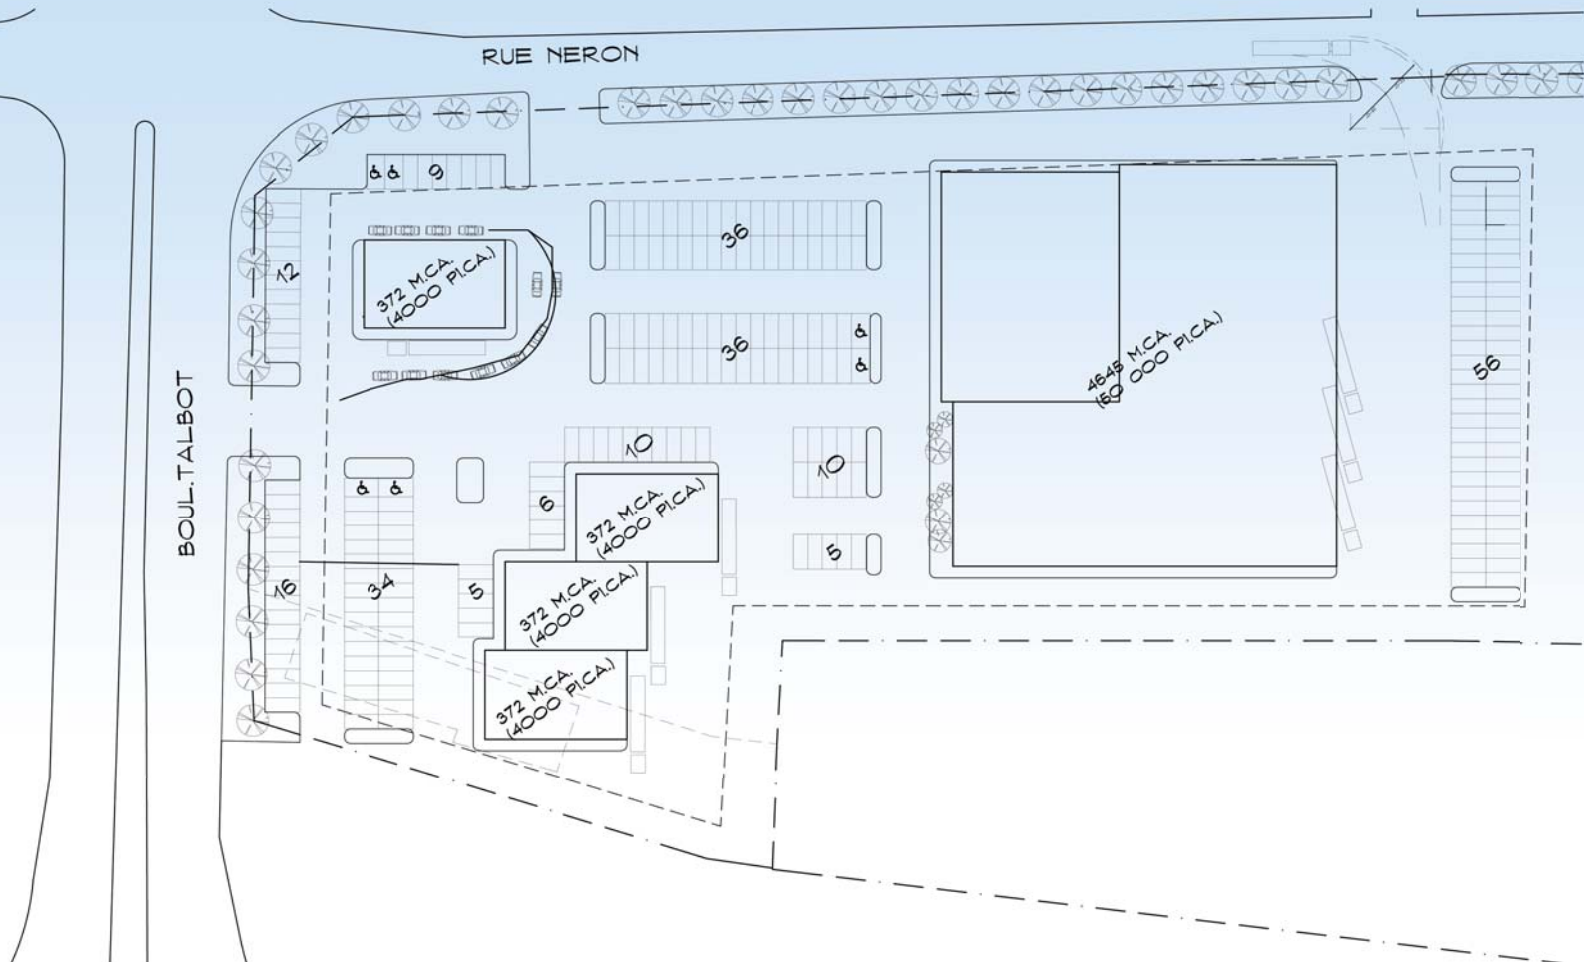 RUE NERON
9
12
372 M.CA.
(4000 PI.CA.)
36
36
4645 M.CA.
(50 000 PI.CA.)
56
BOUL.TALBOT
10
10
6
372 M.CA.
(4000 PI.CA.)
5
16
34
5
372 M.CA.
(4000 PI.CA.)
372 M.CA.
(4000 PI.CA.)